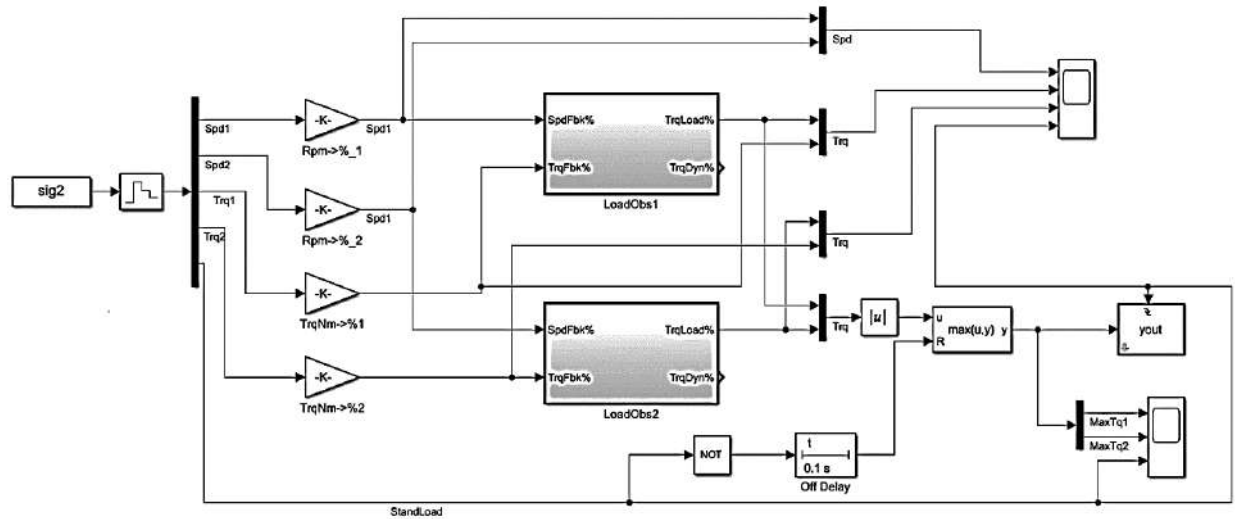 sig2
Spd1
Spd2
Trq1
Trq2
-K-
Rpm->%_1
Spd1
-K-
Rpm->%_2
Spd1
-K-
TrqNm->%1
-K-
TrqNm->%2
SpdFbk%
TrqLoad%
TrqFbk%
TrqDyn%
LoadObs1
SpdFbk%
TrqLoad%
TrqFbk%
TrqDyn%
LoadObs2
Spd
Trq
Trq
Trq
|u|
u
max(u,y) y
R
yout
MaxTq1
MaxTq2
NOT
t
0.1 s
Off Delay
StandLoad